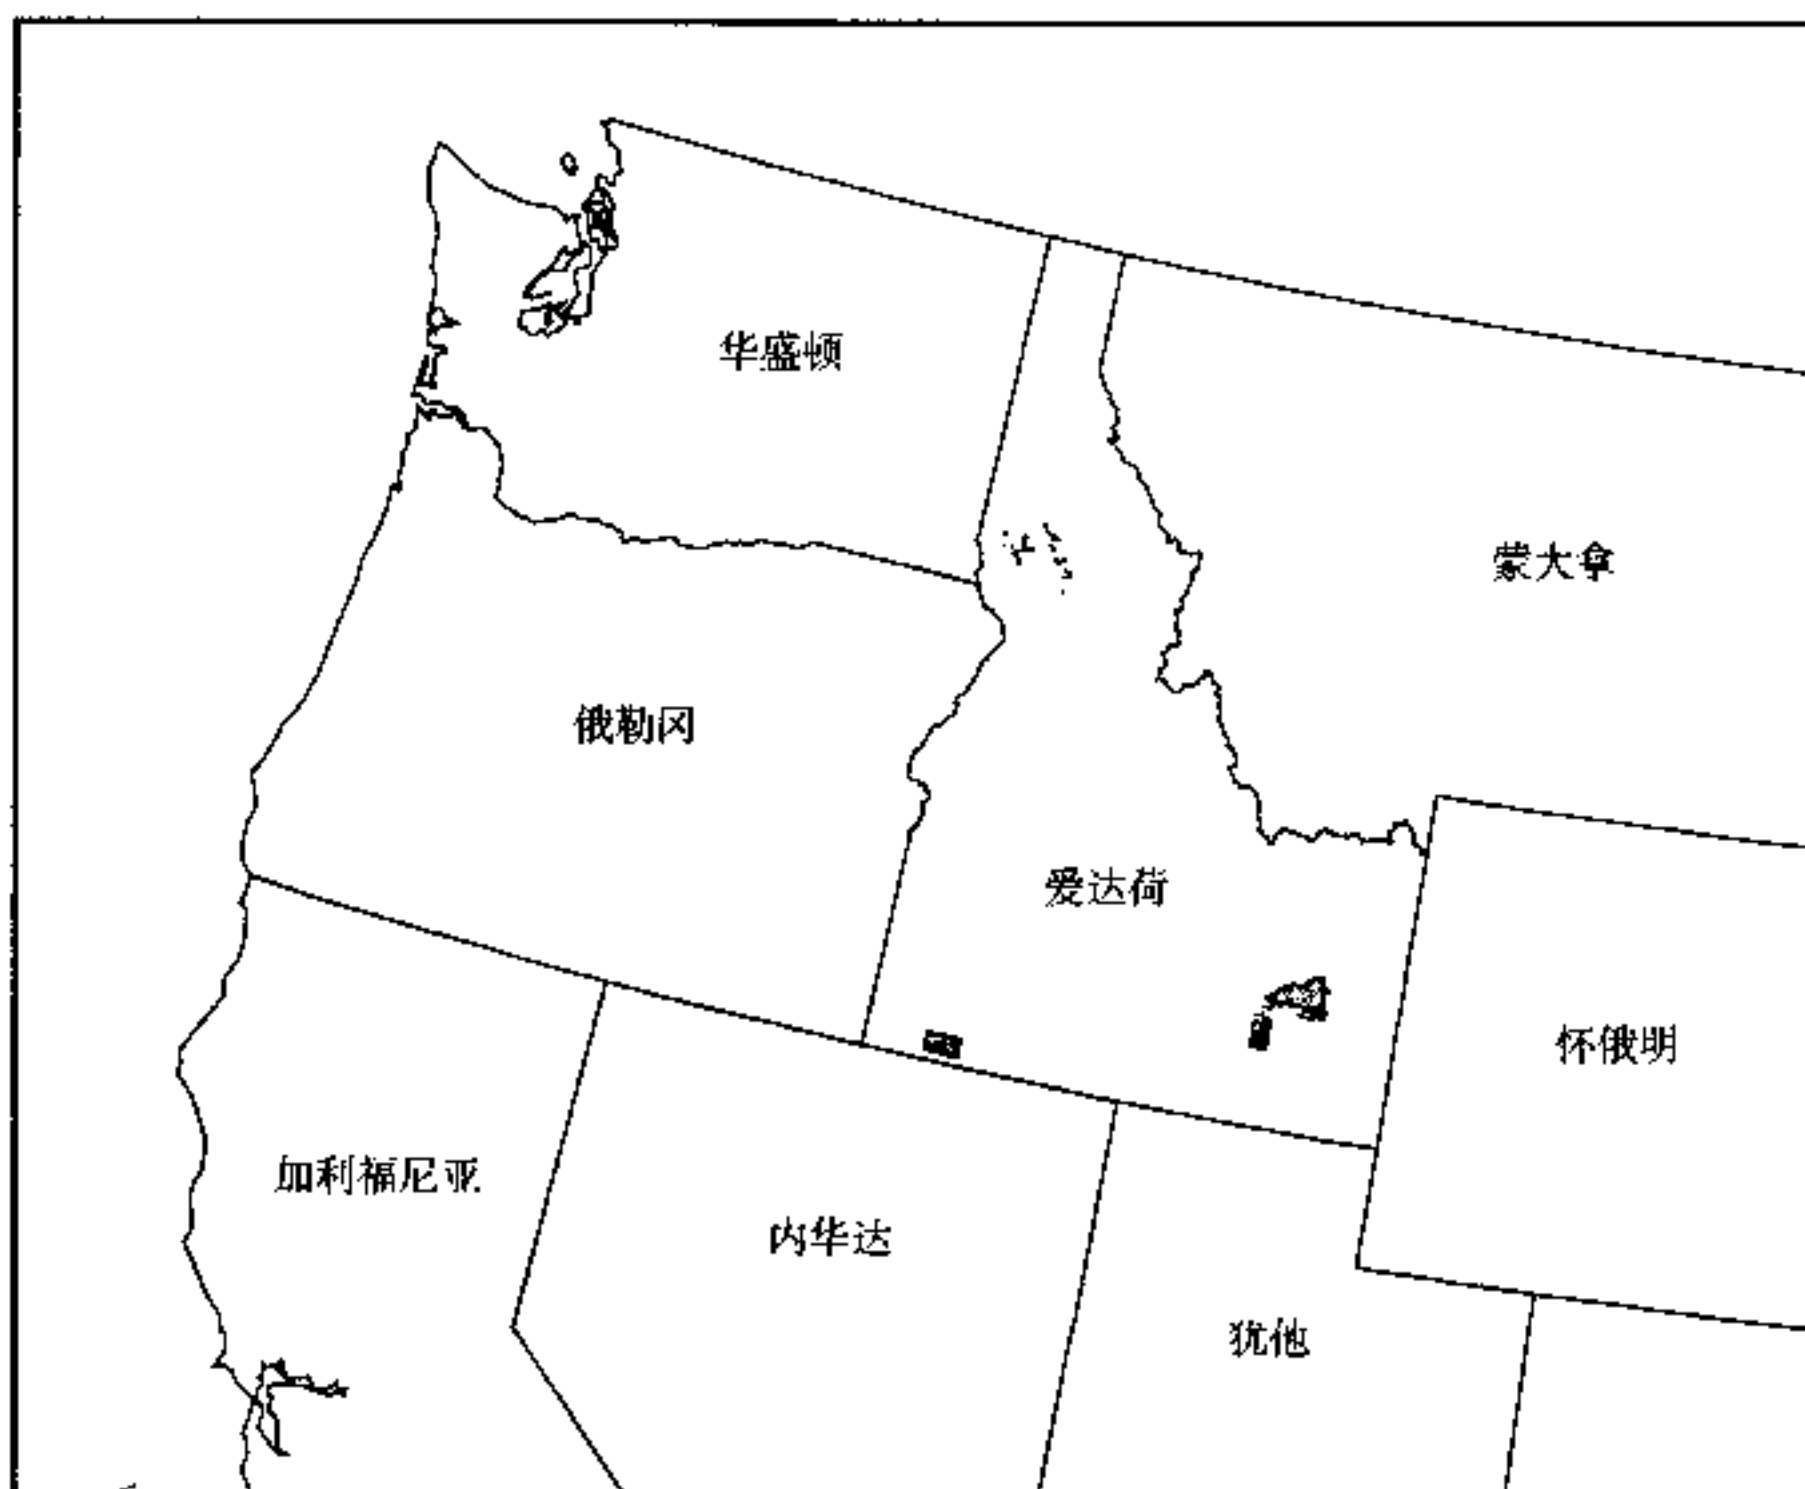 华盛顿
蒙大拿
俄勒冈
爱达荷
怀俄明
加利福尼亚
内华达
犹他